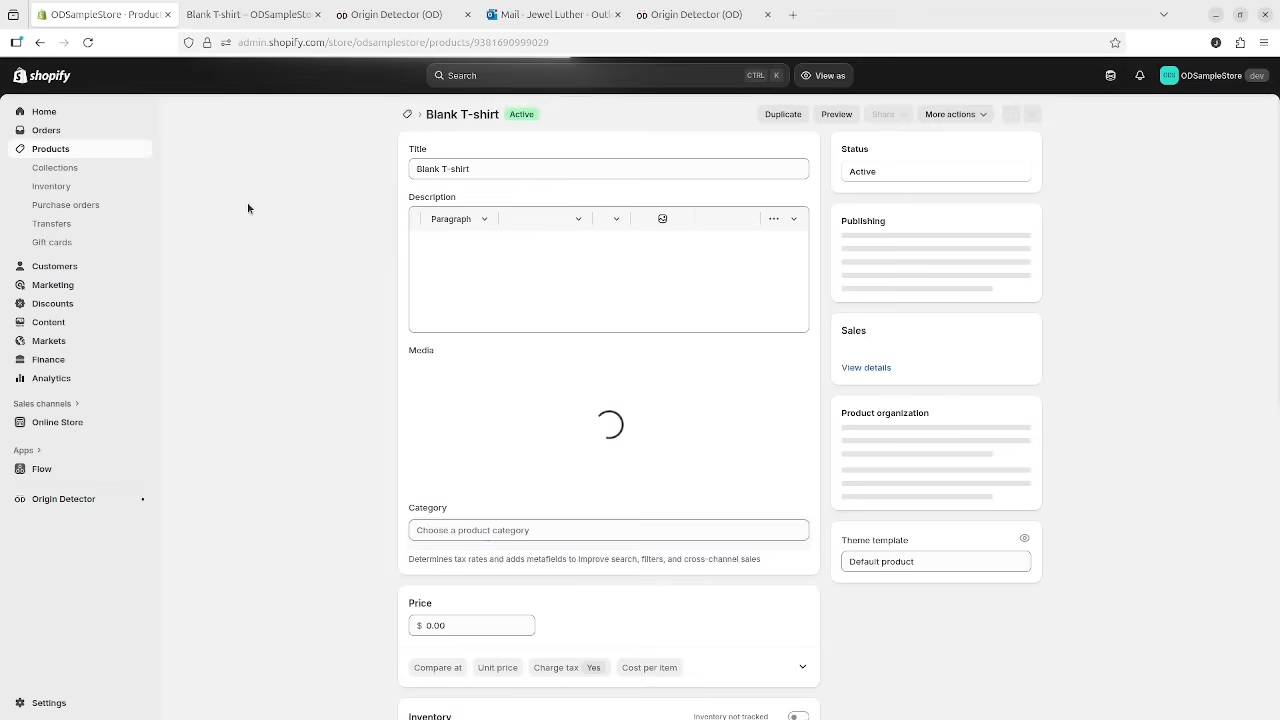 ODSampleStore · Product
Blank T-shirt – ODSampleSto
Origin Detector (OD)
Mail - Jewel Luther - Outl
Origin Detector (OD)
admin.shopify.com/store/odsamplestore/products/9381690999029
shopify
Search
CTRL
K
View as
CES
ODSampleStore
dev
Home
Orders
Products
Collections
Inventory
Purchase orders
Transfers
Gift cards
Customers
Marketing
Discounts
Content
Markets
Finance
Analytics
Sales channels
Online Store
Apps
Flow
OD Origin Detector
Settings
Blank T-shirt
Active
Duplicate
Preview
Share
More actions
Title
Blank T-shirt
Description
Paragraph
Media
Category
Choose a product category
Determines tax rates and adds metafields to improve search, filters, and cross-channel sales
Price
$ 0.00
Compare at
Unit price
Charge tax Yes
Cost per item
Inventory
Inventory not tracked
Status
Active
Publishing
Sales
View details
Product organization
Theme template
Default product